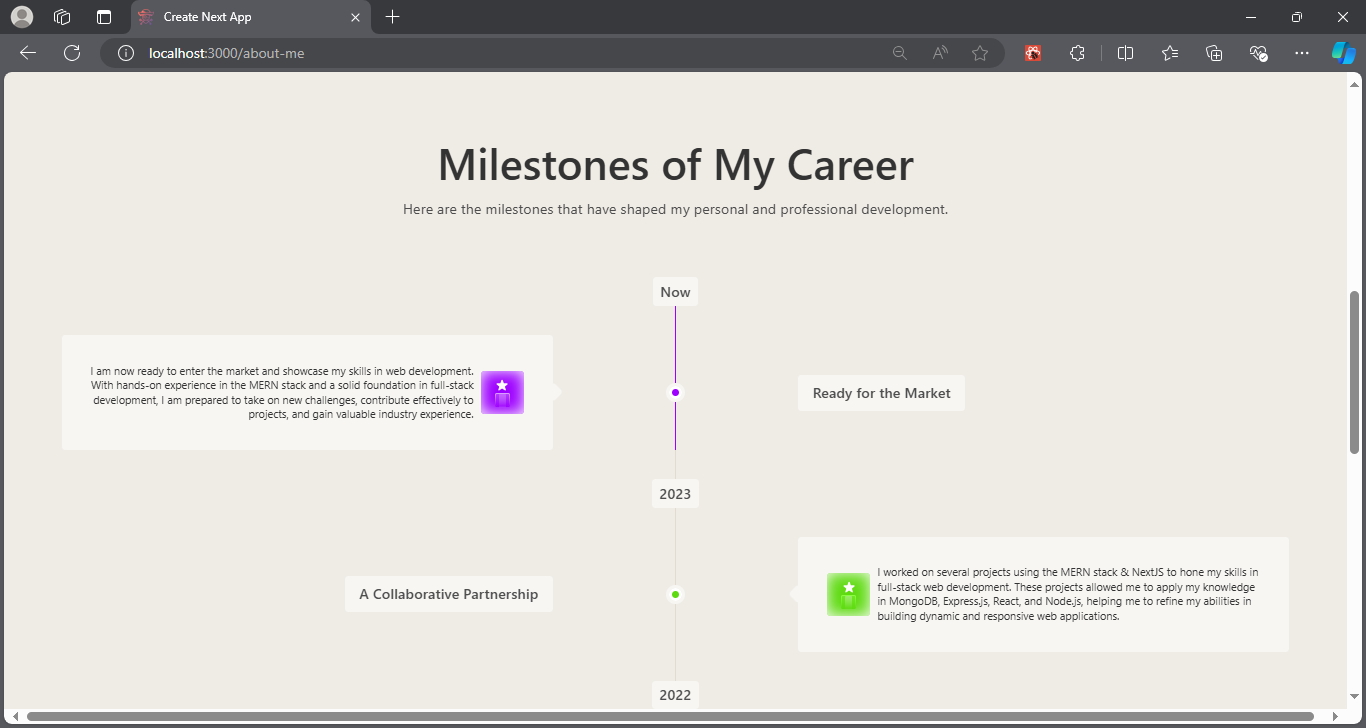 Create Next App
localhost:3000/about-me
Milestones of My Career
Here are the milestones that have shaped my personal and professional development.
Now
I am now ready to enter the market and showcase my skills in web development.
With hands-on experience in the MERN stack and a solid foundation in full-stack
development, I am prepared to take on new challenges, contribute effectively to
projects, and gain valuable industry experience.
Ready for the Market
2023
A Collaborative Partnership
I worked on several projects using the MERN stack & NextJS to hone my skills in
full-stack web development. These projects allowed me to apply my knowledge
in MongoDB, Express.js, React, and Node.js, helping me to refine my abilities in
building dynamic and responsive web applications.
2022